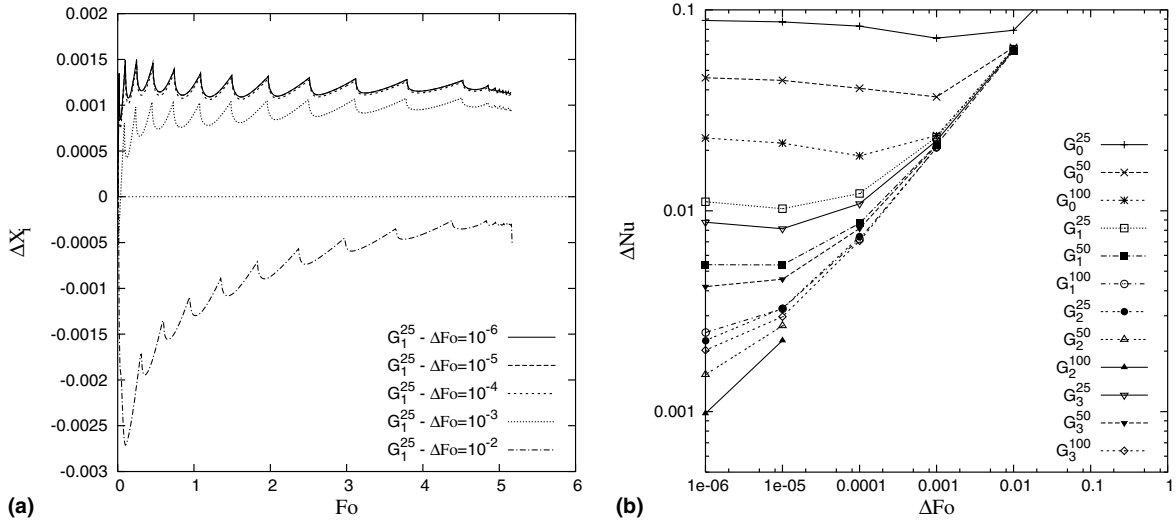 0.002
0.0015
0.001
0.0005
0
-0.0005
-0.001
-0.0015
-0.002
-0.0025
-0.003
ΔX_i
0 1 2 3 4 5 6
Fo
G_1^25 - ΔFo=10^-6
G_1^25 - ΔFo=10^-5
G_1^25 - ΔFo=10^-4
G_1^25 - ΔFo=10^-3
G_1^25 - ΔFo=10^-2
(a)
0.1
0.01
0.001
ΔNu
1e-06 1e-05 0.0001 0.001 0.01 0.1 1
ΔFo
G_0^25
G_0^50
G_0^100
G_1^25
G_1^50
G_1^100
G_2^25
G_2^50
G_2^100
G_3^25
G_3^50
G_3^100
(b)